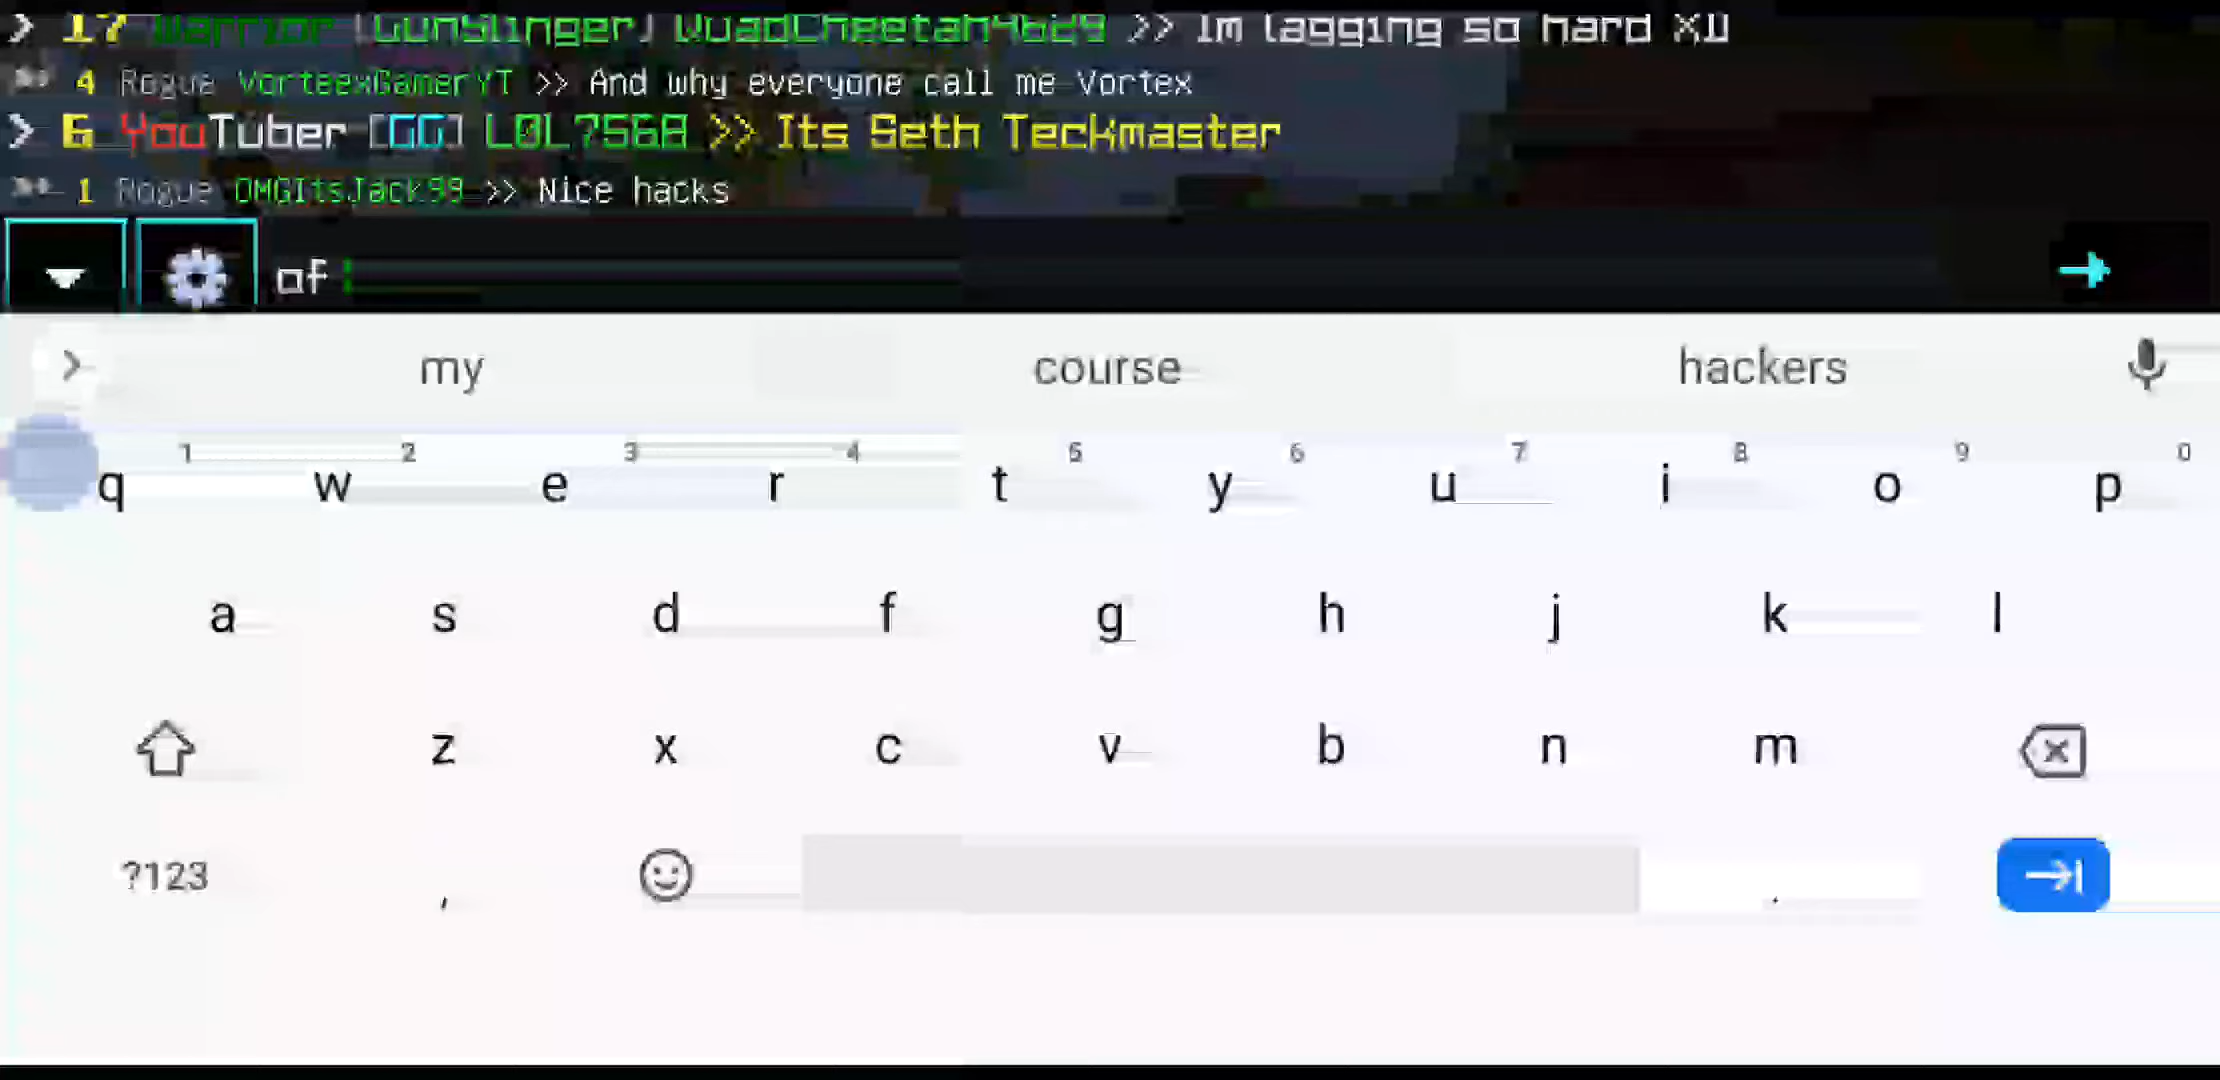 > 17 Warrior [GunSlinger] QuadCheetah4629 >> Im lagging so hard XD
4 Rogue VorteexGamerYT >> And why everyone call me Vortex
> 6 YouTuber [GG] L0L7568 >> Its Seth Teckmaster
1 Rogue OMGItsJack99 >> Nice hacks
of
my course hackers
1 2 3 4 5 6 7 8 9 0
q w e r t y u i o p
a s d f g h j k l
z x c v b n m
?123 , .